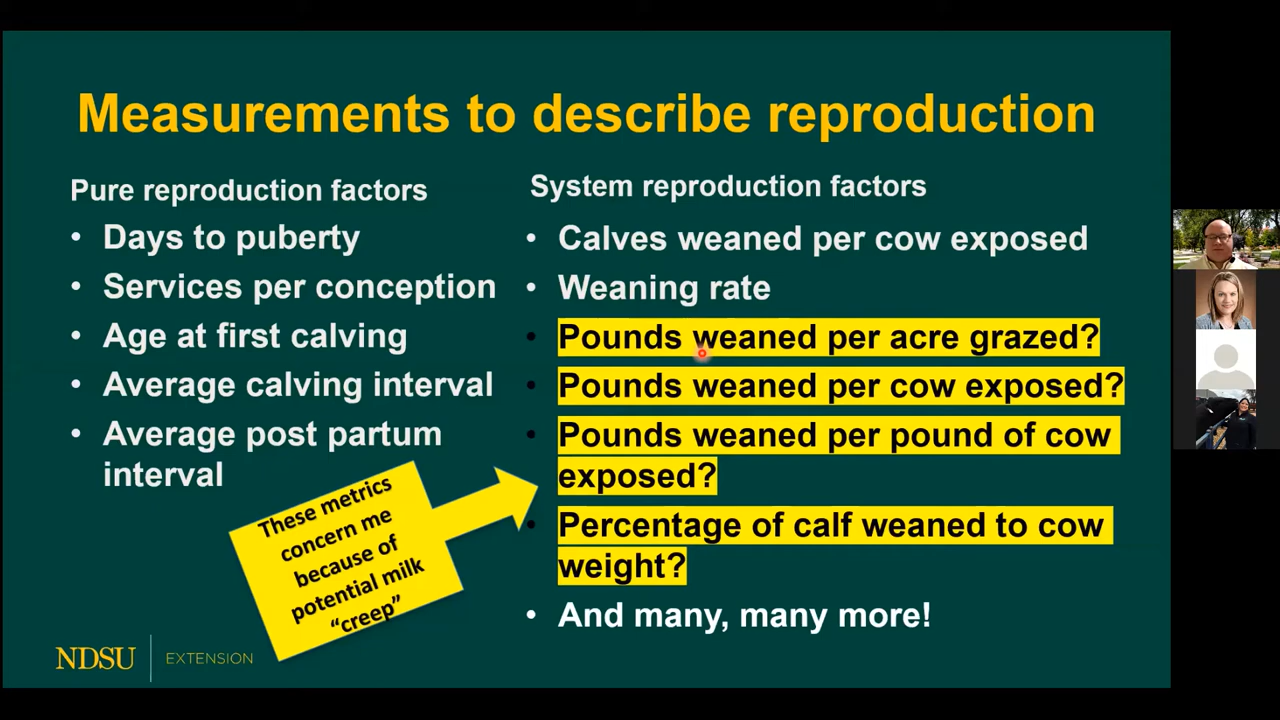 Measurements to describe reproduction
Pure reproduction factors
• Days to puberty
• Services per conception
• Age at first calving
• Average calving interval
• Average post partum
interval
System reproduction factors
• Calves weaned per cow exposed
• Weaning rate
• Pounds weaned per acre grazed?
• Pounds weaned per cow exposed?
• Pounds weaned per pound of cow
exposed?
• Percentage of calf weaned to cow
weight?
• And many, many more!
These metrics
concern me
because of
potential milk
“creep”
NDSU EXTENSION